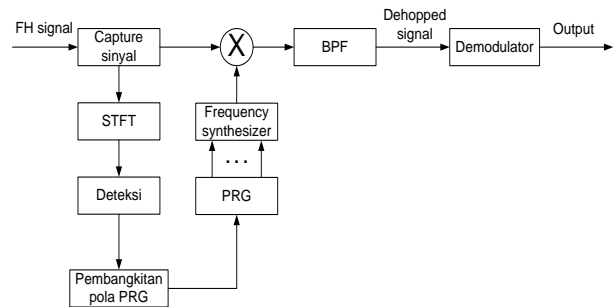 FH signal
Capture
sinyal
X
BPF
Dehopped
signal
Demodulator
Output
STFT
Frequency
synthesizer
...
Deteksi
PRG
Pembangkitan
pola PRG